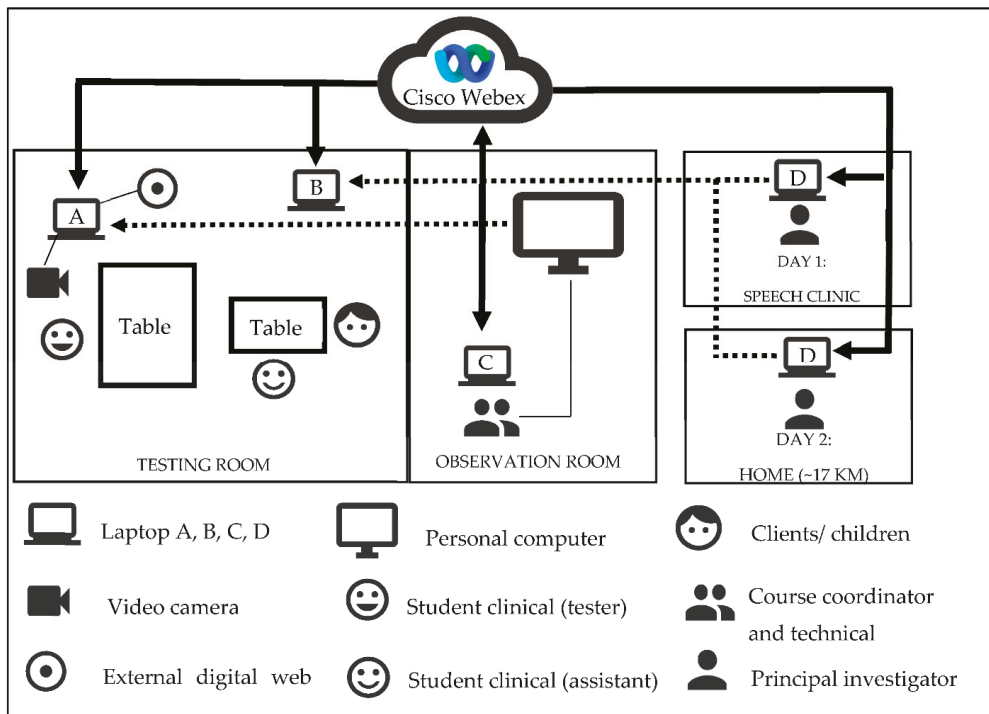 Cisco Webex
A
B
D
DAY 1:
SPEECH CLINIC
Table
Table
C
D
DAY 2:
TESTING ROOM
OBSERVATION ROOM
HOME (~17 KM)
Laptop A, B, C, D
Personal computer
Clients/ children
Video camera
Student clinical (tester)
Course coordinator
and technical
External digital web
Student clinical (assistant)
Principal investigator